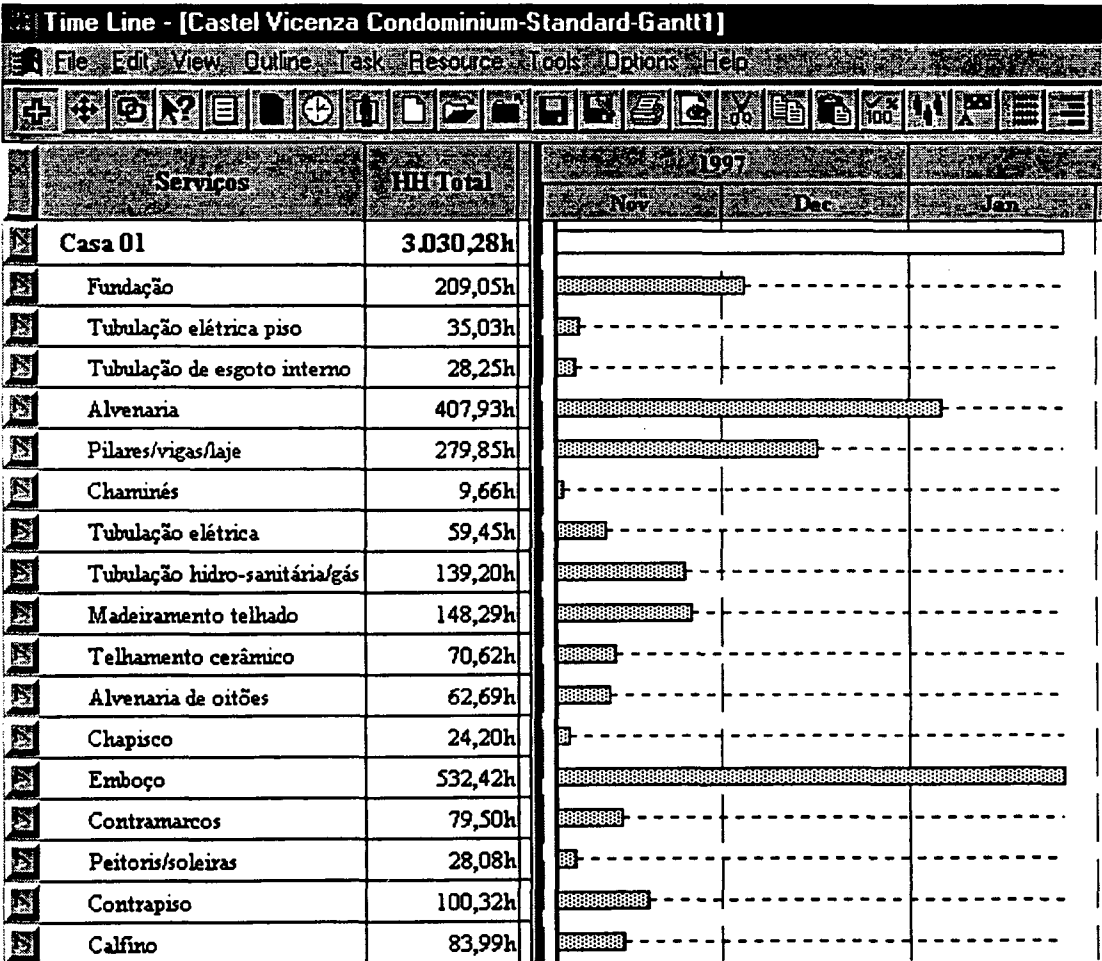 Time Line - [Castel Vicenza Condominium-Standard-Gantt1]
File Edit View Outline Task Resource Tools Options Help
% 100
Serviços HH Total 1997
Nov Dec Jan
Casa 01 3.030,28h
Fundação 209,05h
Tubulação elétrica piso 35,03h
Tubulação de esgoto interno 28,25h
Alvenaria 407,93h
Pilares/vigas/laje 279,85h
Chaminés 9,66h
Tubulação elétrica 59,45h
Tubulação hidro-sanitária/gás 139,20h
Madeiramento telhado 148,29h
Telhamento cerâmico 70,62h
Alvenaria de oitões 62,69h
Chapisco 24,20h
Emboço 532,42h
Contramarcos 79,50h
Peitoris/soleiras 28,08h
Contrapiso 100,32h
Calfino 83,99h